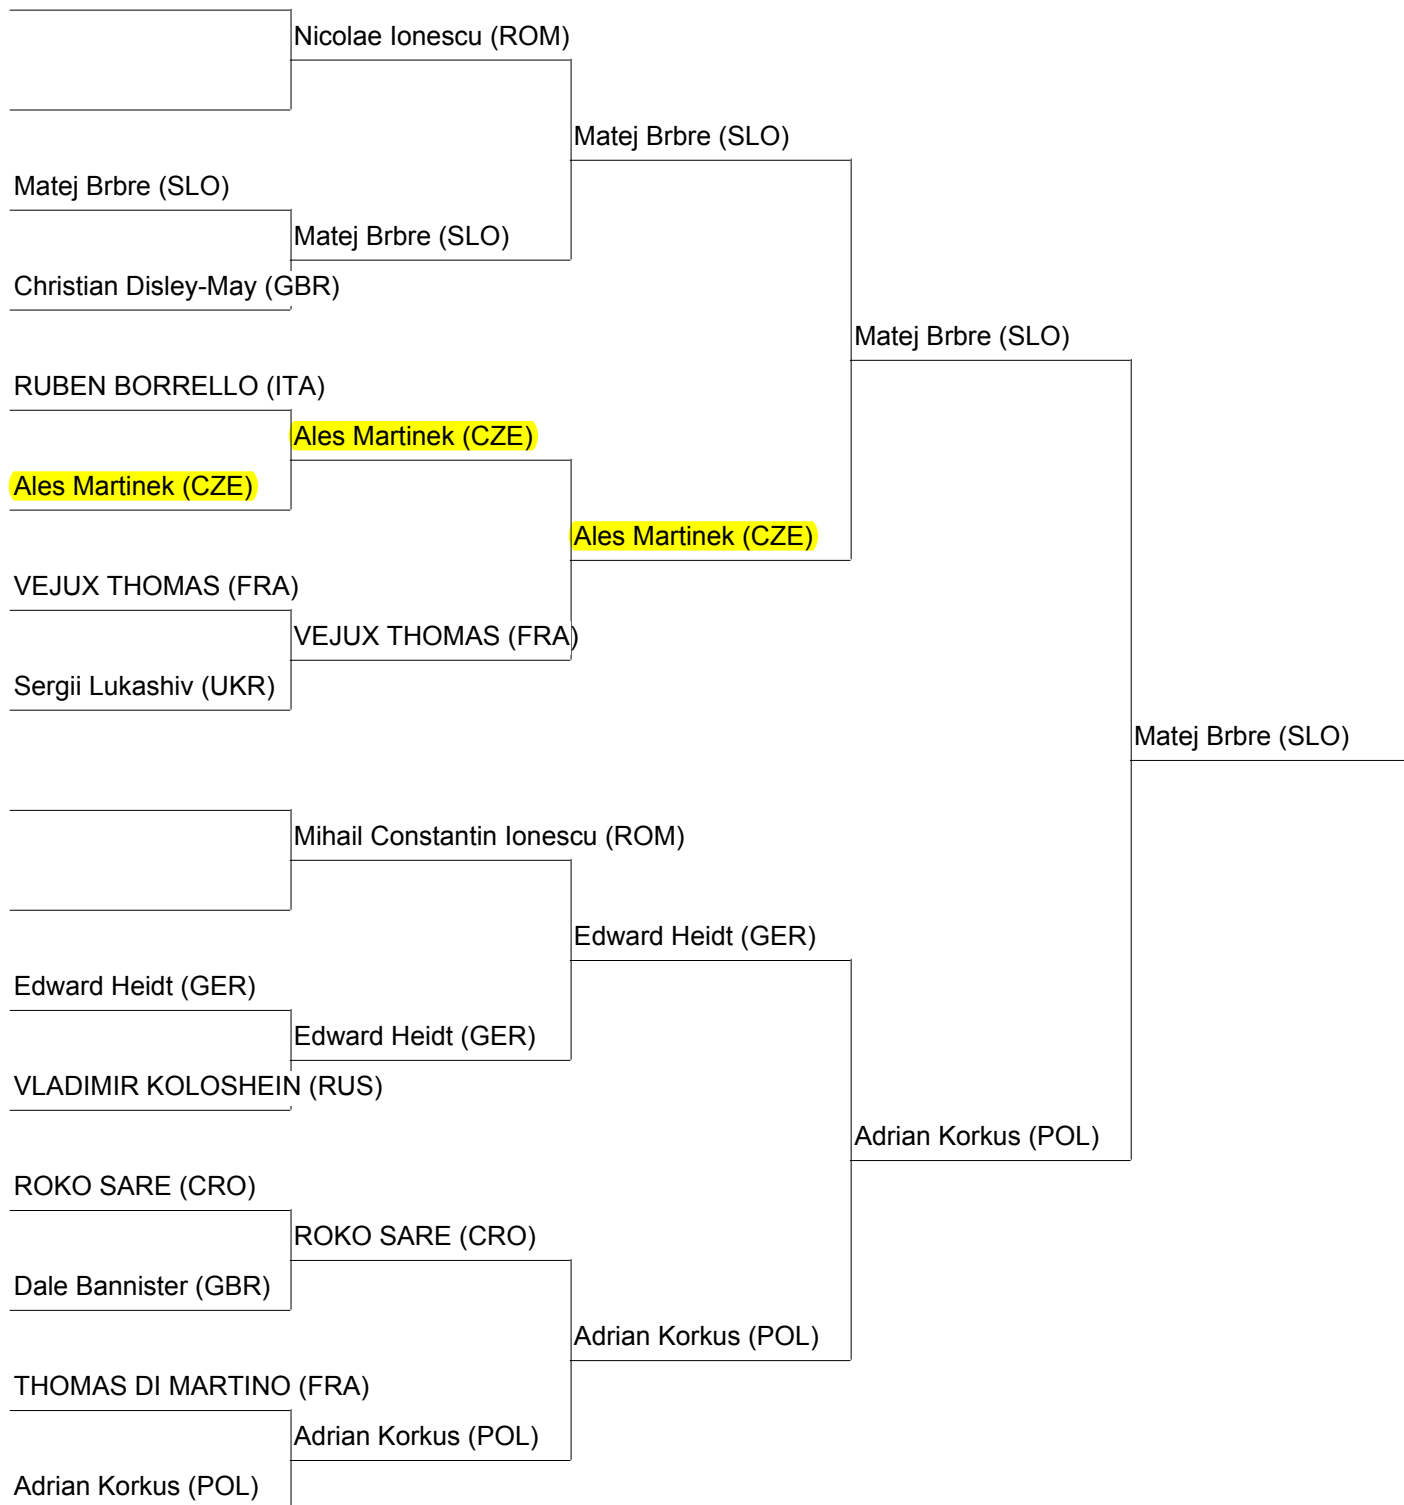 Nicolae Ionescu (ROM)
Matej Brbre (SLO)
Matej Brbre (SLO)
Matej Brbre (SLO)
Christian Disley-May (GBR)
Matej Brbre (SLO)
RUBEN BORRELLO (ITA)
Ales Martinek (CZE)
Ales Martinek (CZE)
Ales Martinek (CZE)
VEJUX THOMAS (FRA)
VEJUX THOMAS (FRA)
Sergii Lukashiv (UKR)
Matej Brbre (SLO)
Mihail Constantin Ionescu (ROM)
Edward Heidt (GER)
Edward Heidt (GER)
Edward Heidt (GER)
VLADIMIR KOLOSHEIN (RUS)
Adrian Korkus (POL)
ROKO SARE (CRO)
ROKO SARE (CRO)
Dale Bannister (GBR)
Adrian Korkus (POL)
THOMAS DI MARTINO (FRA)
Adrian Korkus (POL)
Adrian Korkus (POL)